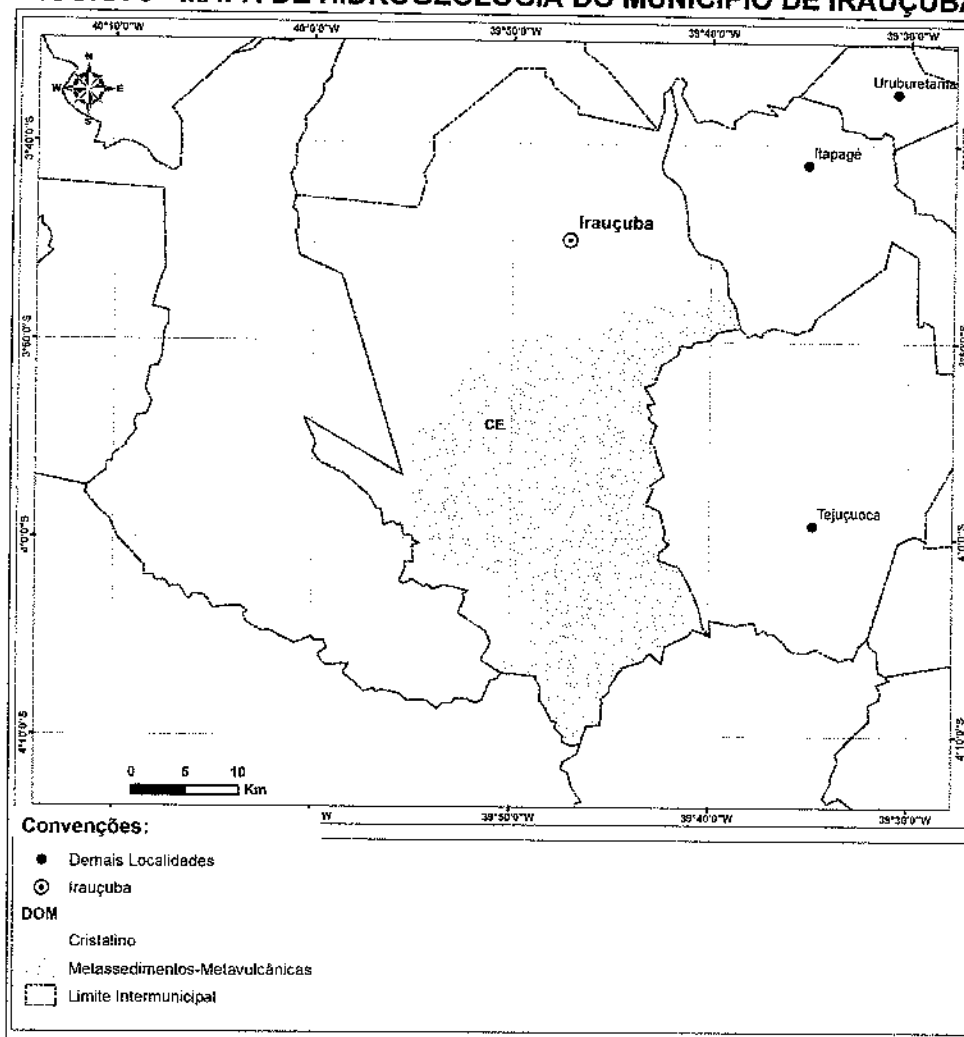 MAPA DE HIDROGEOLOGIA DO MUNICÍPIO DE IRAUÇUBA
40°0'0"W 39°50'0"W 39°40'0"W
N
W E
S
Uruburetama
3°40'0"S
Itapagé
Irauçuba
3°50'0"S
CE
Tejuçuoca
4°0'0"S 4°0'0"S
4°10'0"S 4°10'0"S
0 5 10
Km
W 39°50'0"W 39°40'0"W 39°30'0"W
Convenções:
Demais Localidades
Irauçuba
DOM
Cristalino
Metassedimentos-Metavulcânicas
Limite Intermunicipal